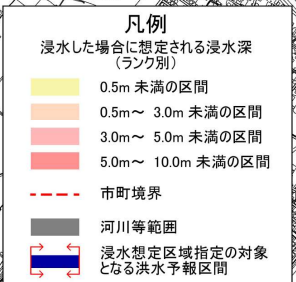 凡例
浸水した場合に想定される浸水深
(ランク別)
0.5m 未満の区間
0.5m～ 3.0m 未満の区間
3.0m～ 5.0m 未満の区間
5.0m～ 10.0m 未満の区間
市町境界
河川等範囲
浸水想定区域指定の対象
となる洪水予報区間